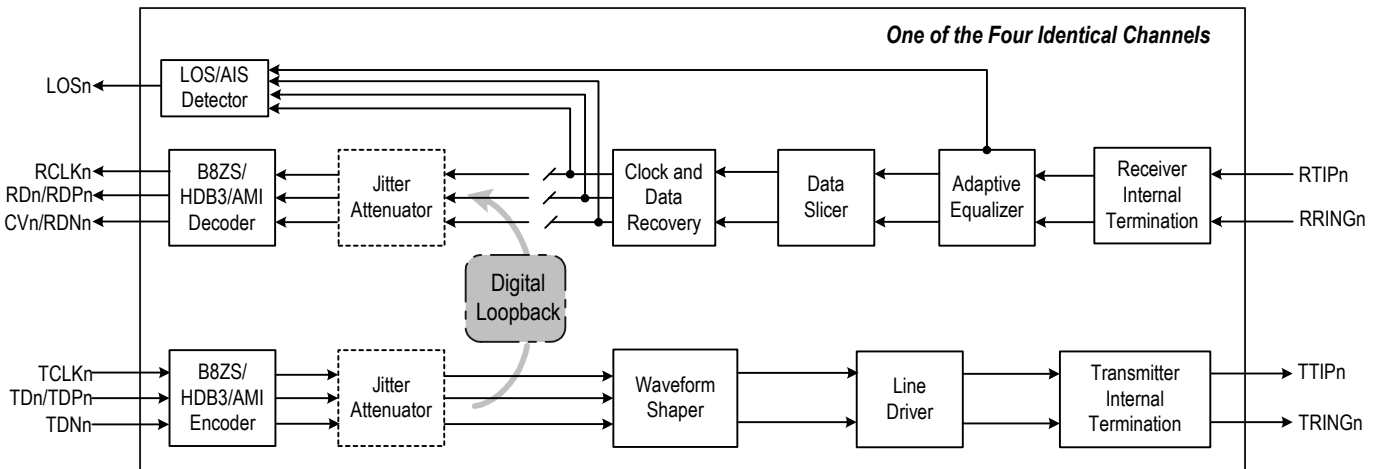 One of the Four Identical Channels
LOSn
LOS/AIS
Detector
RCLKn
RDn/RDPn
CVn/RDNn
B8ZS/
HDB3/AMI
Decoder
Jitter
Attenuator
Clock and
Data
Recovery
Data
Slicer
Adaptive
Equalizer
Receiver
Internal
Termination
RTIPn
RRINGn
Digital
Loopback
TCLKn
TDn/TDPn
TDNn
B8ZS/
HDB3/AMI
Encoder
Jitter
Attenuator
Waveform
Shaper
Line
Driver
Transmitter
Internal
Termination
TTIPn
TRINGn